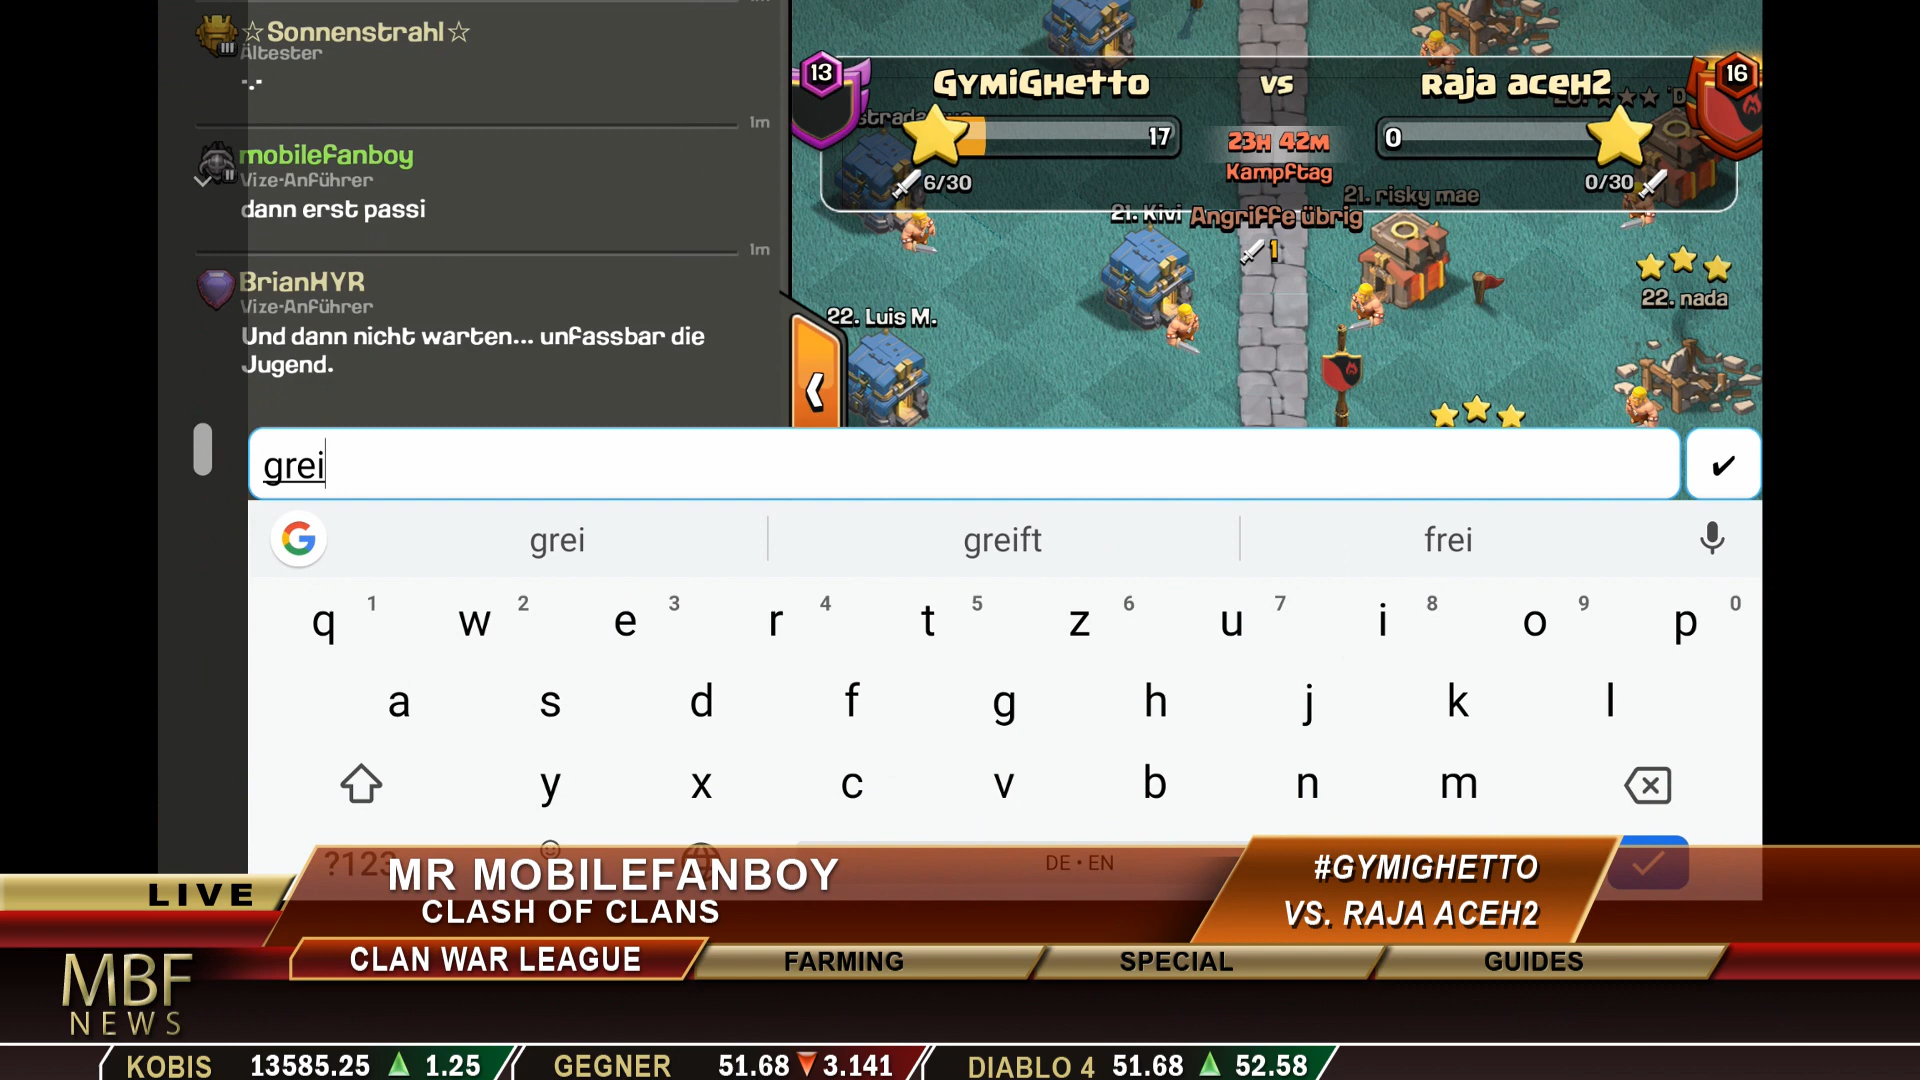 ☆Sonnenstrahl☆
Ältester
-.-
1m
mobilefanboy
Vize-Anführer
dann erst passi
1m
BrianHYR
Vize-Anführer
Und dann nicht warten... unfassbar die
Jugend.
13
GymiGhetto
vs
raja aceh2
16
17
23H 42M
0
6/30
Kampftag
0/30
21. Kivi
Angriffe übrig
21. risky mae
1
22. Luis M.
22. nada
grei
grei
greift
frei
1 2 3 4 5 6 7 8 9 0
q w e r t z u i o p
a s d f g h j k l
y x c v b n m
?123
DE • EN
LIVE
MR MOBILEFANBOY
CLASH OF CLANS
#GYMIGHETTO
VS. RAJA ACEH2
CLAN WAR LEAGUE
FARMING
SPECIAL
GUIDES
MBF
NEWS
KOBIS 13585.25 ▲ 1.25
GEGNER 51.68 ▼ 3.141
DIABLO 4 51.68 ▲ 52.58